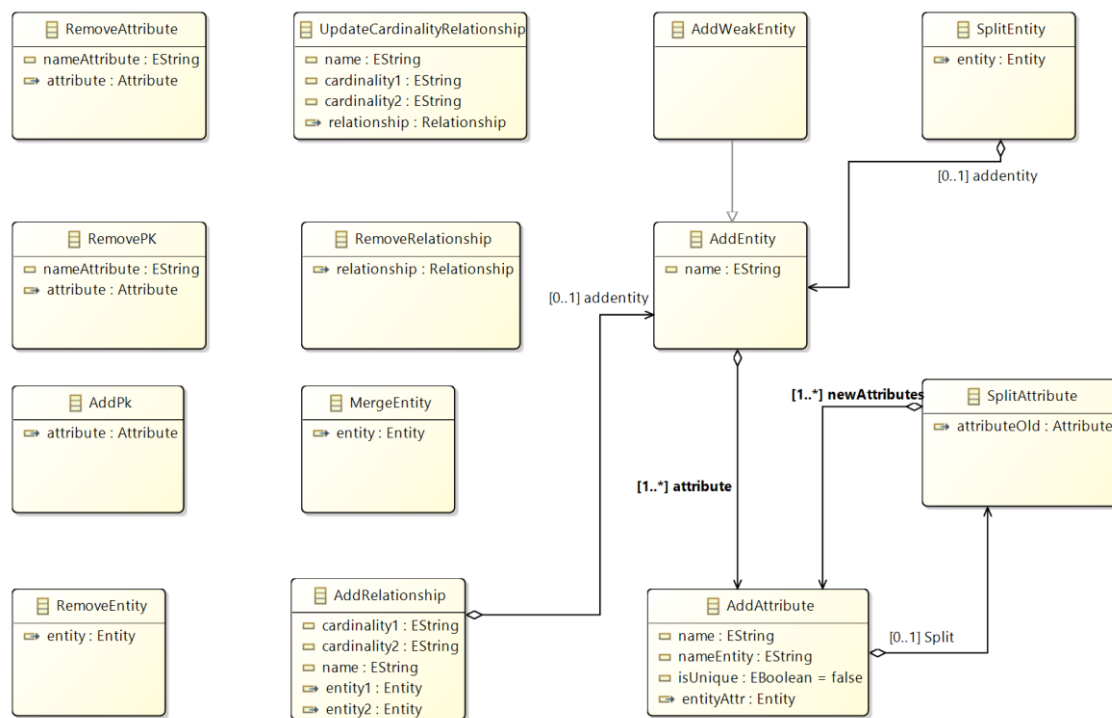 RemoveAttribute
nameAttribute : EString
attribute : Attribute
UpdateCardinalityRelationship
name : EString
cardinality1 : EString
cardinality2 : EString
relationship : Relationship
AddWeakEntity
SplitEntity
entity : Entity
[0..1] addentity
RemovePK
nameAttribute : EString
attribute : Attribute
RemoveRelationship
relationship : Relationship
AddEntity
name : EString
[0..1] addentity
AddPk
attribute : Attribute
MergeEntity
entity : Entity
[1..*] newAttributes
SplitAttribute
attributeOld : Attribute
[1..*] attribute
RemoveEntity
entity : Entity
AddRelationship
cardinality1 : EString
cardinality2 : EString
name : EString
entity1 : Entity
entity2 : Entity
AddAttribute
name : EString
nameEntity : EString
isUnique : EBoolean = false
entityAttr : Entity
[0..1] Split